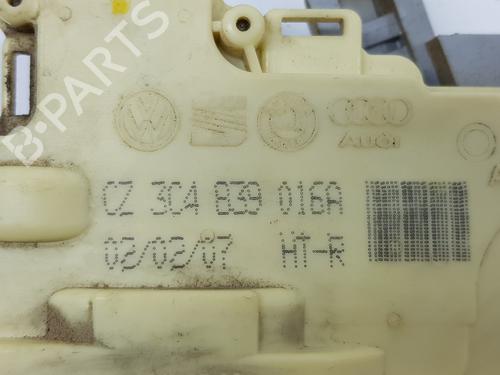 B-PARTS
AUDI
CZ 3C4 839 016A
02/02/07 HT-R